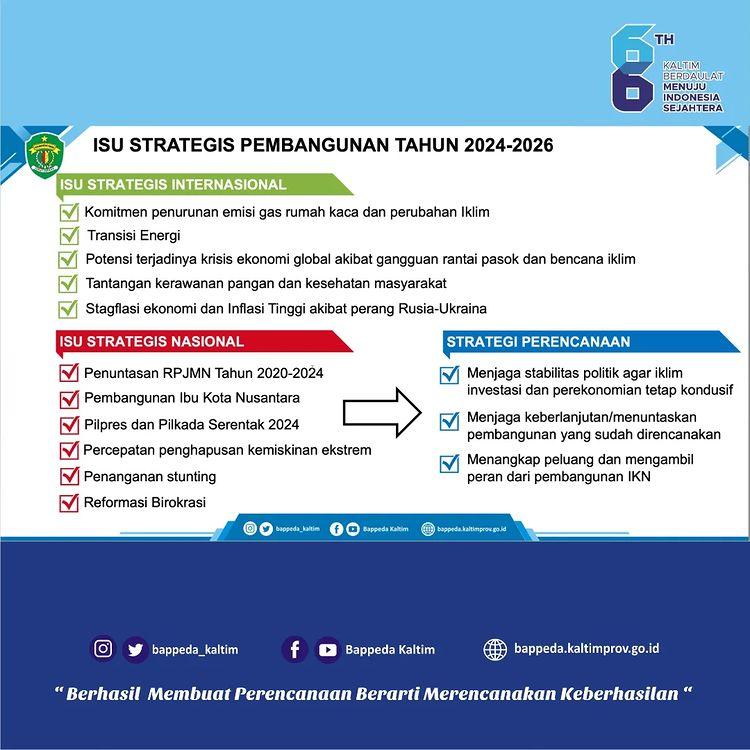 66 TH
KALTIM
BERDAULAT
MENUJU
INDONESIA
SEJAHTERA
ISU STRATEGIS PEMBANGUNAN TAHUN 2024-2026
ISU STRATEGIS INTERNASIONAL
Komitmen penurunan emisi gas rumah kaca dan perubahan Iklim
Transisi Energi
Potensi terjadinya krisis ekonomi global akibat gangguan rantai pasok dan bencana iklim
Tantangan kerawanan pangan dan kesehatan masyarakat
Stagflasi ekonomi dan Inflasi Tinggi akibat perang Rusia-Ukraina
ISU STRATEGIS NASIONAL
Penuntasan RPJMN Tahun 2020-2024
Pembangunan Ibu Kota Nusantara
Pilpres dan Pilkada Serentak 2024
Percepatan penghapusan kemiskinan ekstrem
Penanganan stunting
Reformasi Birokrasi
STRATEGI PERENCANAAN
Menjaga stabilitas politik agar iklim
investasi dan perekonomian tetap kondusif
Menjaga keberlanjutan/menuntaskan
pembangunan yang sudah direncanakan
Menangkap peluang dan mengambil
peran dari pembangunan IKN
bappeda_kaltim Bappeda Kaltim bappeda.kaltimprov.go.id
bappeda_kaltim Bappeda Kaltim bappeda.kaltimprov.go.id
“ Berhasil Membuat Perencanaan Berarti Merencanakan Keberhasilan “